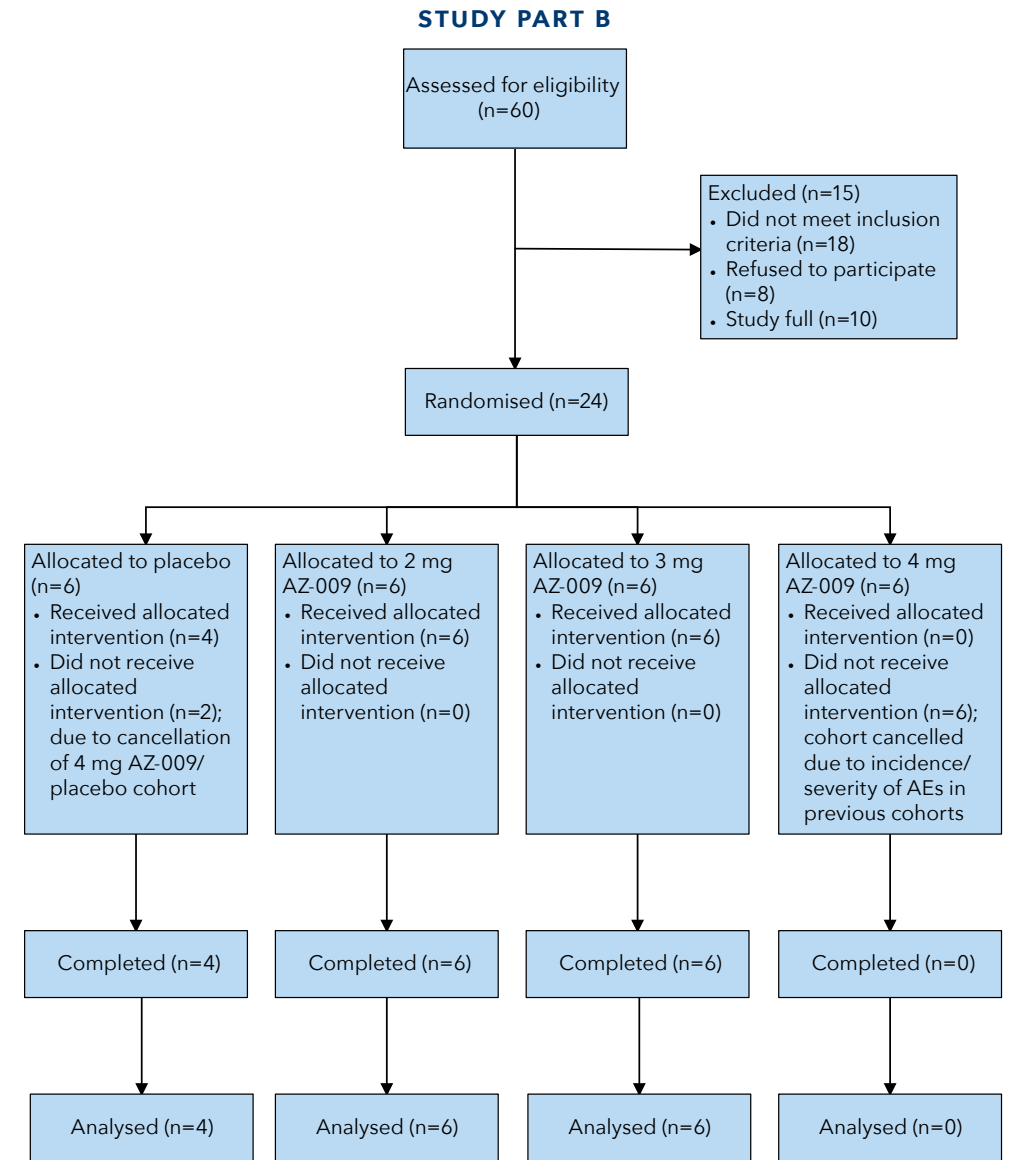 STUDY PART B
Assessed for eligibility
(n=60)
Excluded (n=15)
• Did not meet inclusion
criteria (n=18)
• Refused to participate
(n=8)
• Study full (n=10)
Randomised (n=24)
Allocated to placebo
(n=6)
• Received allocated
intervention (n=4)
• Did not receive
allocated
intervention (n=2);
due to cancellation
of 4 mg AZ-009/
placebo cohort
Allocated to 2 mg
AZ-009 (n=6)
• Received allocated
intervention (n=6)
• Did not receive
allocated
intervention (n=0)
Allocated to 3 mg
AZ-009 (n=6)
• Received allocated
intervention (n=6)
• Did not receive
allocated
intervention (n=0)
Allocated to 4 mg
AZ-009 (n=6)
• Received allocated
intervention (n=0)
• Did not receive
allocated
intervention (n=6);
cohort cancelled
due to incidence/
severity of AEs in
previous cohorts
Completed (n=4)
Completed (n=6)
Completed (n=6)
Completed (n=0)
Analysed (n=4)
Analysed (n=6)
Analysed (n=6)
Analysed (n=0)